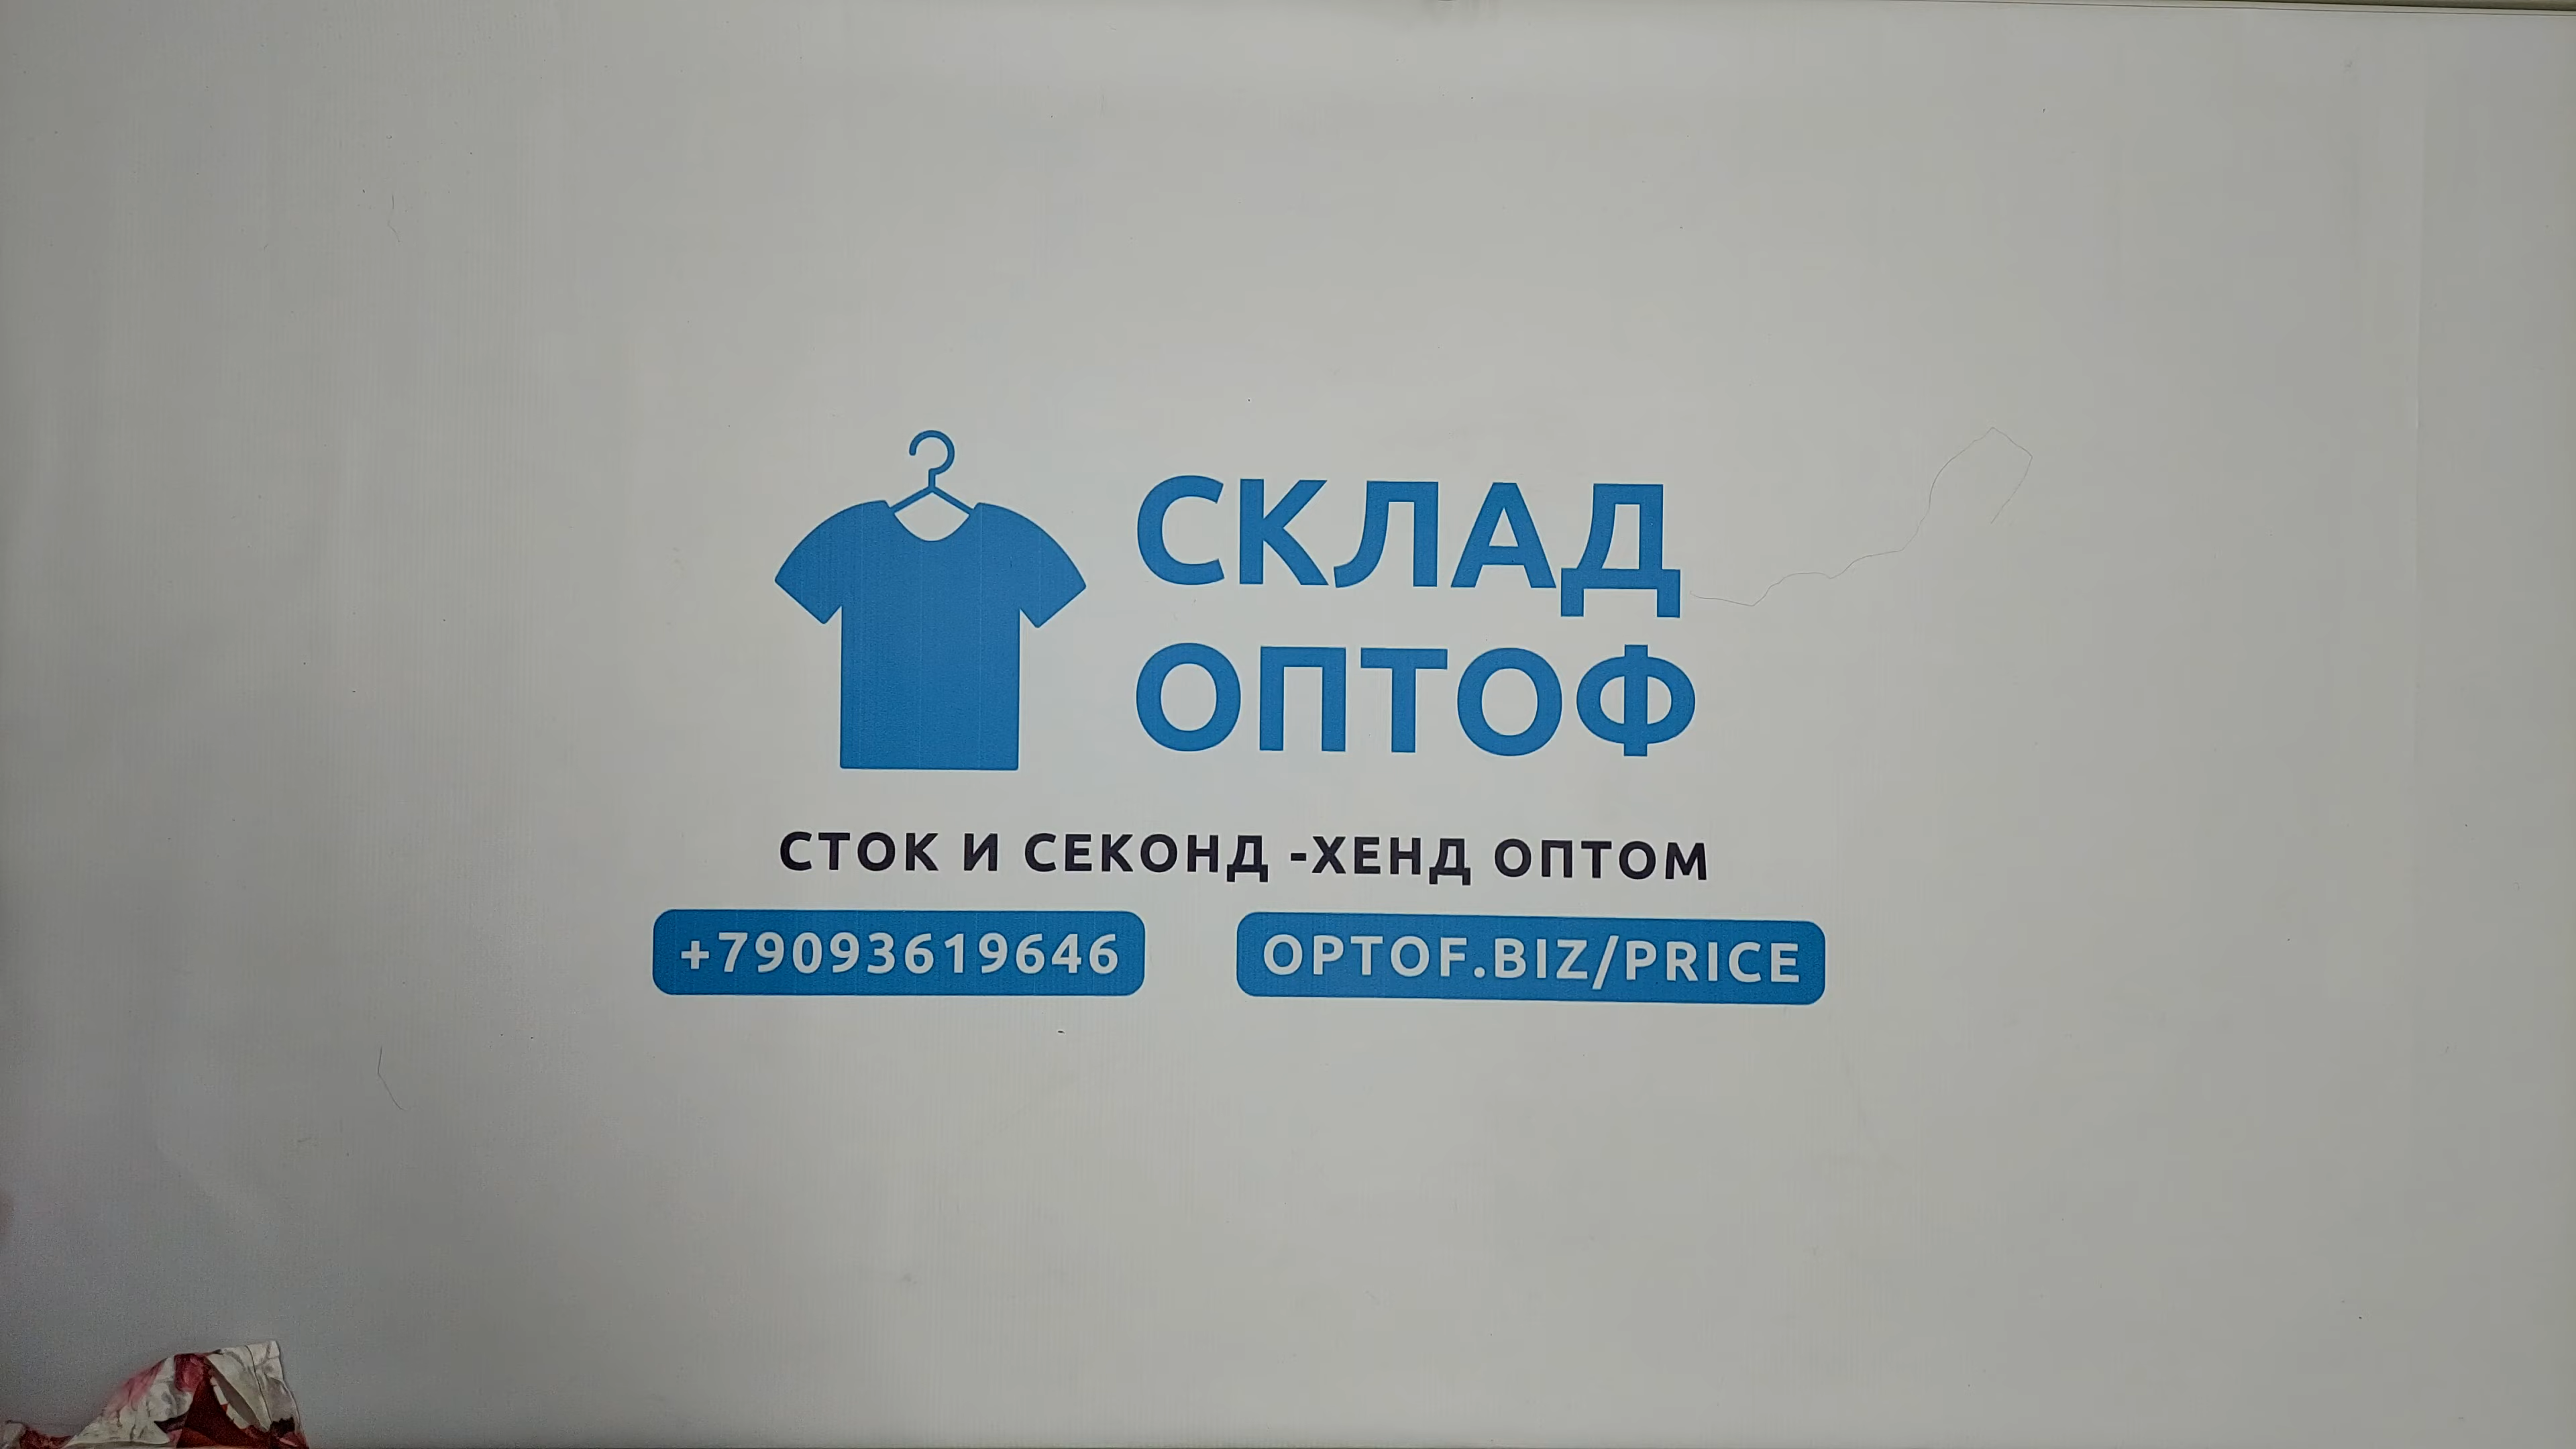 СКЛАД
ОПТОФ
СТОК И СЕКОНД -ХЕНД ОПТОМ
+79093619646
OPTOF.BIZ/PRICE